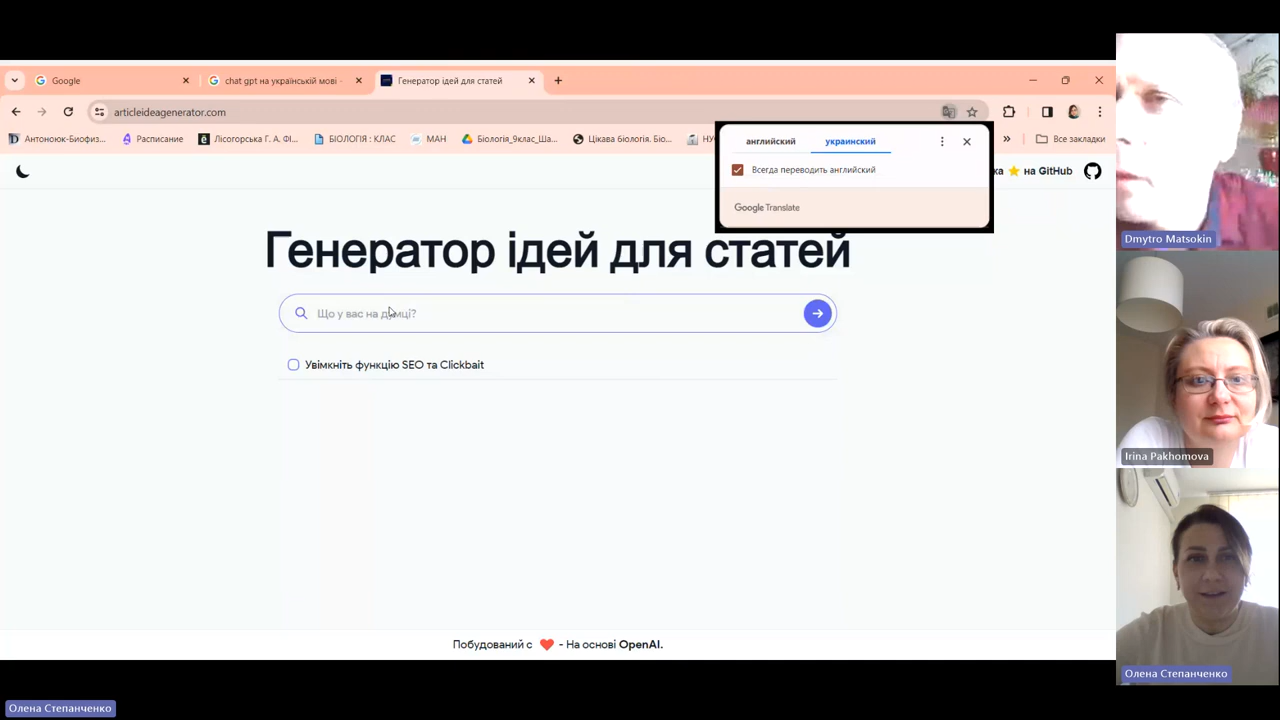 Google
chat gpt на українській мові -
Генератор ідей для статей
articleideagenerator.com
Антонюк-Биофиз...
Расписание
Лісогорська Г. А. ФІ...
БІОЛОГІЯ : КЛАС
МАН
Біологія_9клас_Ша...
Цікава біологія. Біо...
»
Все закладки
английский
украинский
Всегда переводить английский
Google Translate
на GitHub
Генератор ідей для статей
Що у вас на думці?
Увімкніть функцію SEO та Clickbait
Побудований с ❤ - На основі OpenAI.
Dmytro Matsokin
Irina Pakhomova
Олена Степанченко
Олена Степанченко